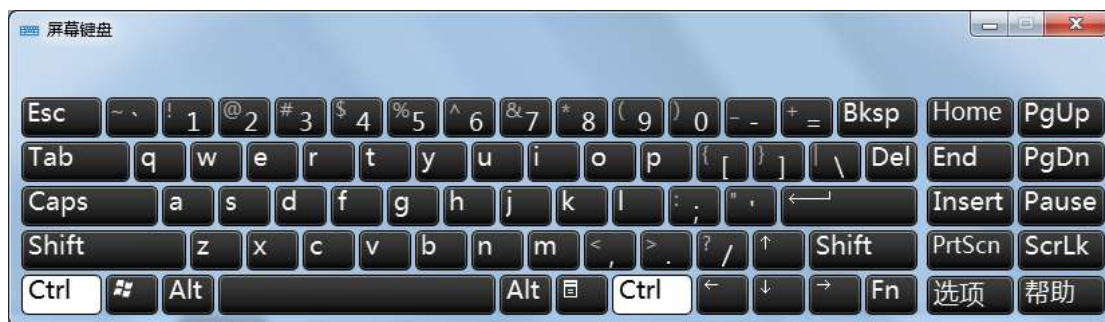 屏幕键盘
Esc ~ ` ! 1 @ 2 # 3 $ 4 % 5 ^ 6 & 7 * 8 ( 9 ) 0 _ - + = Bksp Home PgUp
Tab q w e r t y u i o p { [ } ] | \ Del End PgDn
Caps a s d f g h j k l : ; " ' Insert Pause
Shift z x c v b n m < , > . ? / ↑ Shift PrtScn ScrLk
Ctrl Alt Alt Ctrl ← ↓ → Fn 选项 帮助